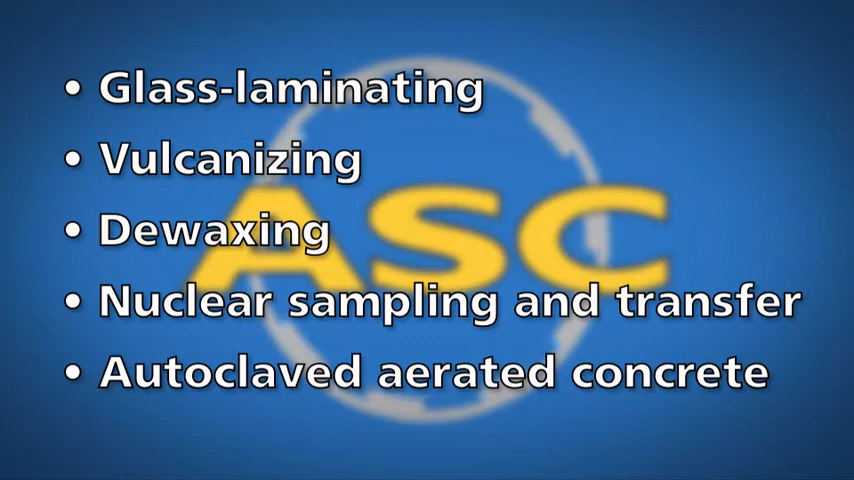 • Glass-laminating
• Vulcanizing
• Dewaxing
ASC
• Nuclear sampling and transfer
• Autoclaved aerated concrete